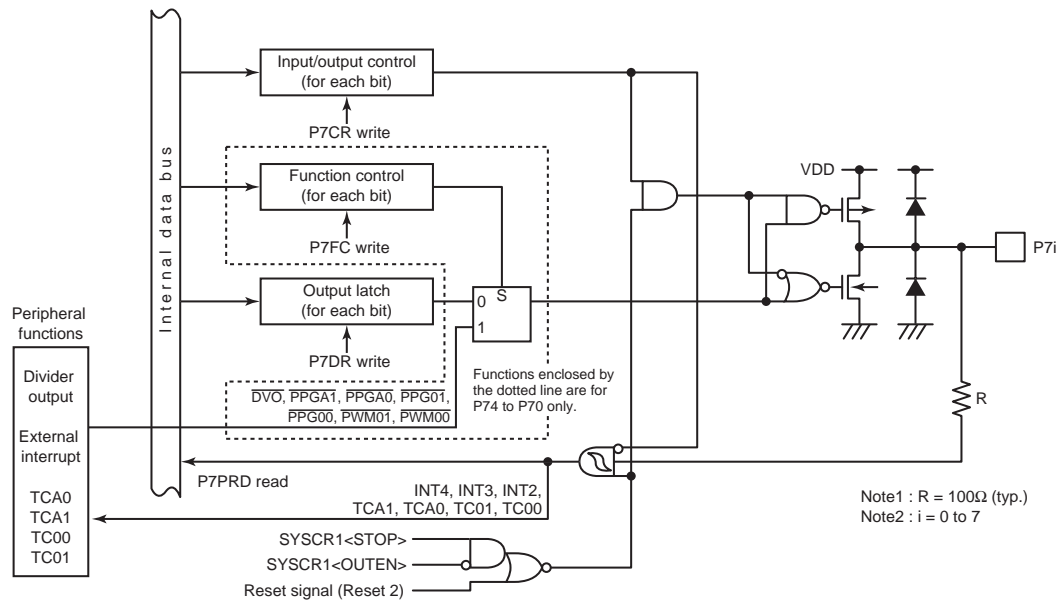 Input/output control
(for each bit)
P7CR write
VDD
Function control
(for each bit)
P7FC write
P7i
Internal data bus
Output latch
(for each bit)
P7DR write
S
0
1
Peripheral
functions
Divider
output
External
interrupt
TCA0
TCA1
TC00
TC01
Functions enclosed by
the dotted line are for
P74 to P70 only.
DVO, PPGA1, PPGA0, PPG01,
PPG00, PWM01, PWM00
R
P7PRD read
INT4, INT3, INT2,
TCA1, TCA0, TC01, TC00
Note1 : R = 100Ω (typ.)
Note2 : i = 0 to 7
SYSCR1<STOP>
SYSCR1<OUTEN>
Reset signal (Reset 2)